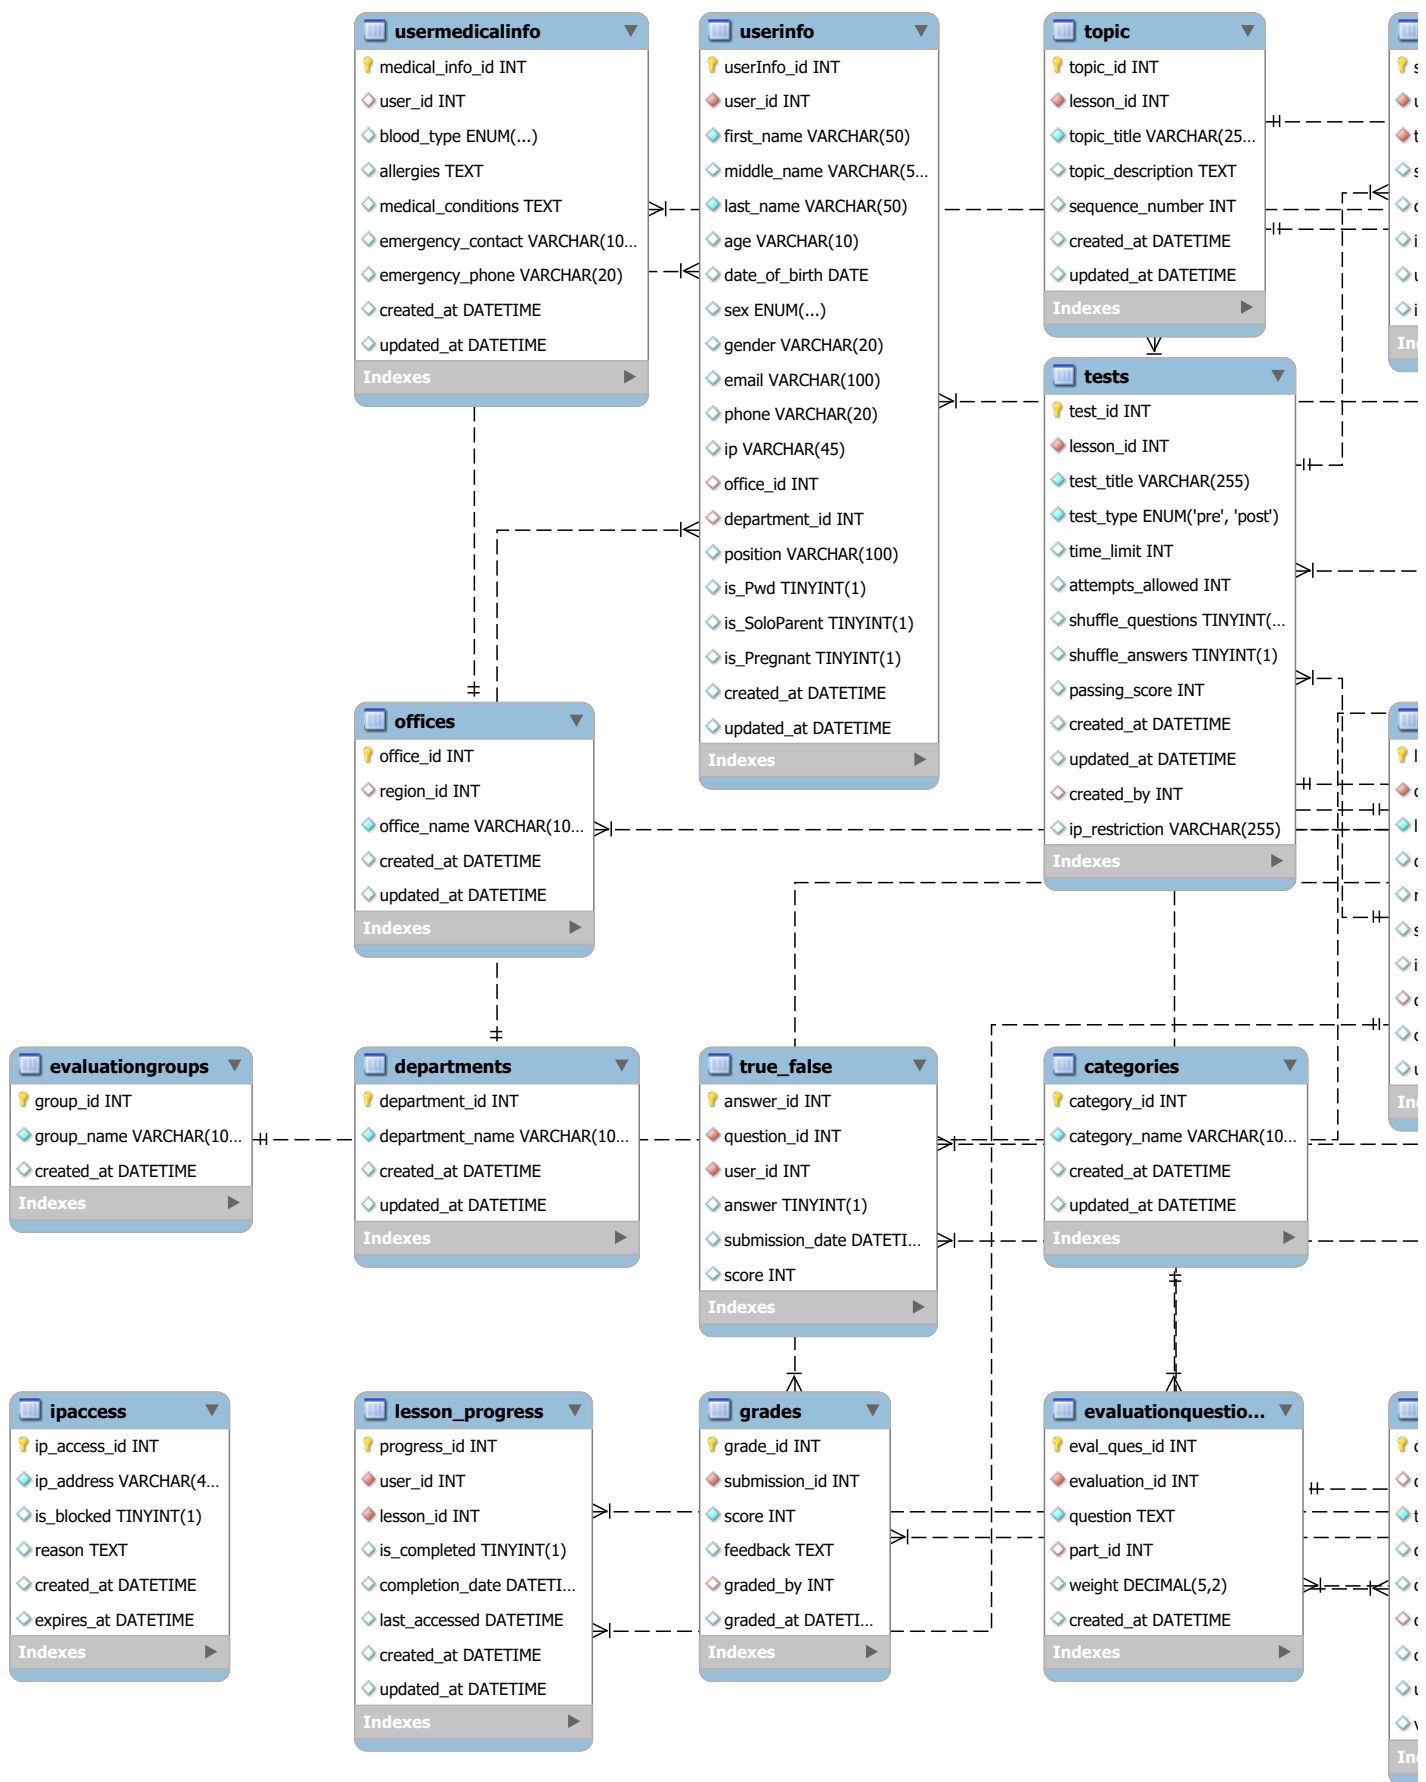 usermedicalinfo
medical_info_id INT
user_id INT
blood_type ENUM(...)
allergies TEXT
medical_conditions TEXT
emergency_contact VARCHAR(10...
emergency_phone VARCHAR(20)
created_at DATETIME
updated_at DATETIME
Indexes
userinfo
userInfo_id INT
user_id INT
first_name VARCHAR(50)
middle_name VARCHAR(5...
last_name VARCHAR(50)
age VARCHAR(10)
date_of_birth DATE
sex ENUM(...)
gender VARCHAR(20)
email VARCHAR(100)
phone VARCHAR(20)
ip VARCHAR(45)
office_id INT
department_id INT
position VARCHAR(100)
is_Pwd TINYINT(1)
is_SoloParent TINYINT(1)
is_Pregnant TINYINT(1)
created_at DATETIME
updated_at DATETIME
Indexes
topic
topic_id INT
lesson_id INT
topic_title VARCHAR(25...
topic_description TEXT
sequence_number INT
created_at DATETIME
updated_at DATETIME
Indexes
tests
test_id INT
lesson_id INT
test_title VARCHAR(255)
test_type ENUM('pre', 'post')
time_limit INT
attempts_allowed INT
shuffle_questions TINYINT(...
shuffle_answers TINYINT(1)
passing_score INT
created_at DATETIME
updated_at DATETIME
created_by INT
ip_restriction VARCHAR(255)
Indexes
offices
office_id INT
region_id INT
office_name VARCHAR(10...
created_at DATETIME
updated_at DATETIME
Indexes
evaluationgroups
group_id INT
group_name VARCHAR(10...
created_at DATETIME
Indexes
departments
department_id INT
department_name VARCHAR(10...
created_at DATETIME
updated_at DATETIME
Indexes
true_false
answer_id INT
question_id INT
user_id INT
answer TINYINT(1)
submission_date DATETI...
score INT
Indexes
categories
category_id INT
category_name VARCHAR(10...
created_at DATETIME
updated_at DATETIME
Indexes
ipaccess
ip_access_id INT
ip_address VARCHAR(4...
is_blocked TINYINT(1)
reason TEXT
created_at DATETIME
expires_at DATETIME
Indexes
lesson_progress
progress_id INT
user_id INT
lesson_id INT
is_completed TINYINT(1)
completion_date DATETI...
last_accessed DATETIME
created_at DATETIME
updated_at DATETIME
Indexes
grades
grade_id INT
submission_id INT
score INT
feedback TEXT
graded_by INT
graded_at DATETI...
Indexes
evaluationquestio...
eval_ques_id INT
evaluation_id INT
question TEXT
part_id INT
weight DECIMAL(5,2)
created_at DATETIME
Indexes